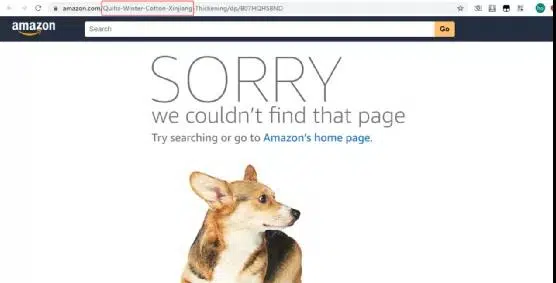 amazon.com/Quilts-Winter-Cotton-Xinjiang-Thickening/dp/B07HQHS8ND
amazon
Search
Go
SORRY
we couldn't find that page
Try searching or go to Amazon's home page.